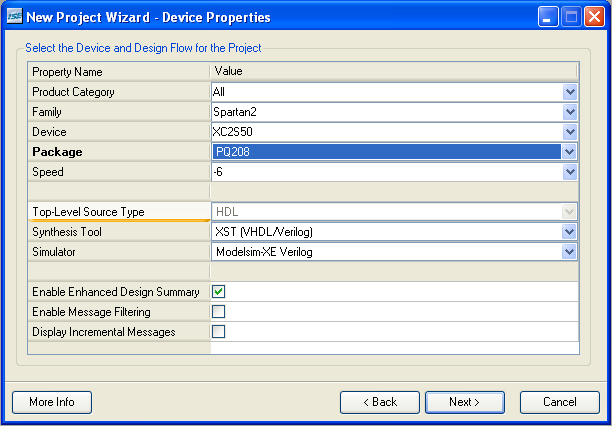 ISE New Project Wizard - Device Properties
Select the Device and Design Flow for the Project
Property Name Value
Product Category All
Family Spartan2
Device XC2S50
Package PQ208
Speed -6
Top-Level Source Type HDL
Synthesis Tool XST (VHDL/Verilog)
Simulator Modelsim-XE Verilog
Enable Enhanced Design Summary
Enable Message Filtering
Display Incremental Messages
More Info < Back Next > Cancel